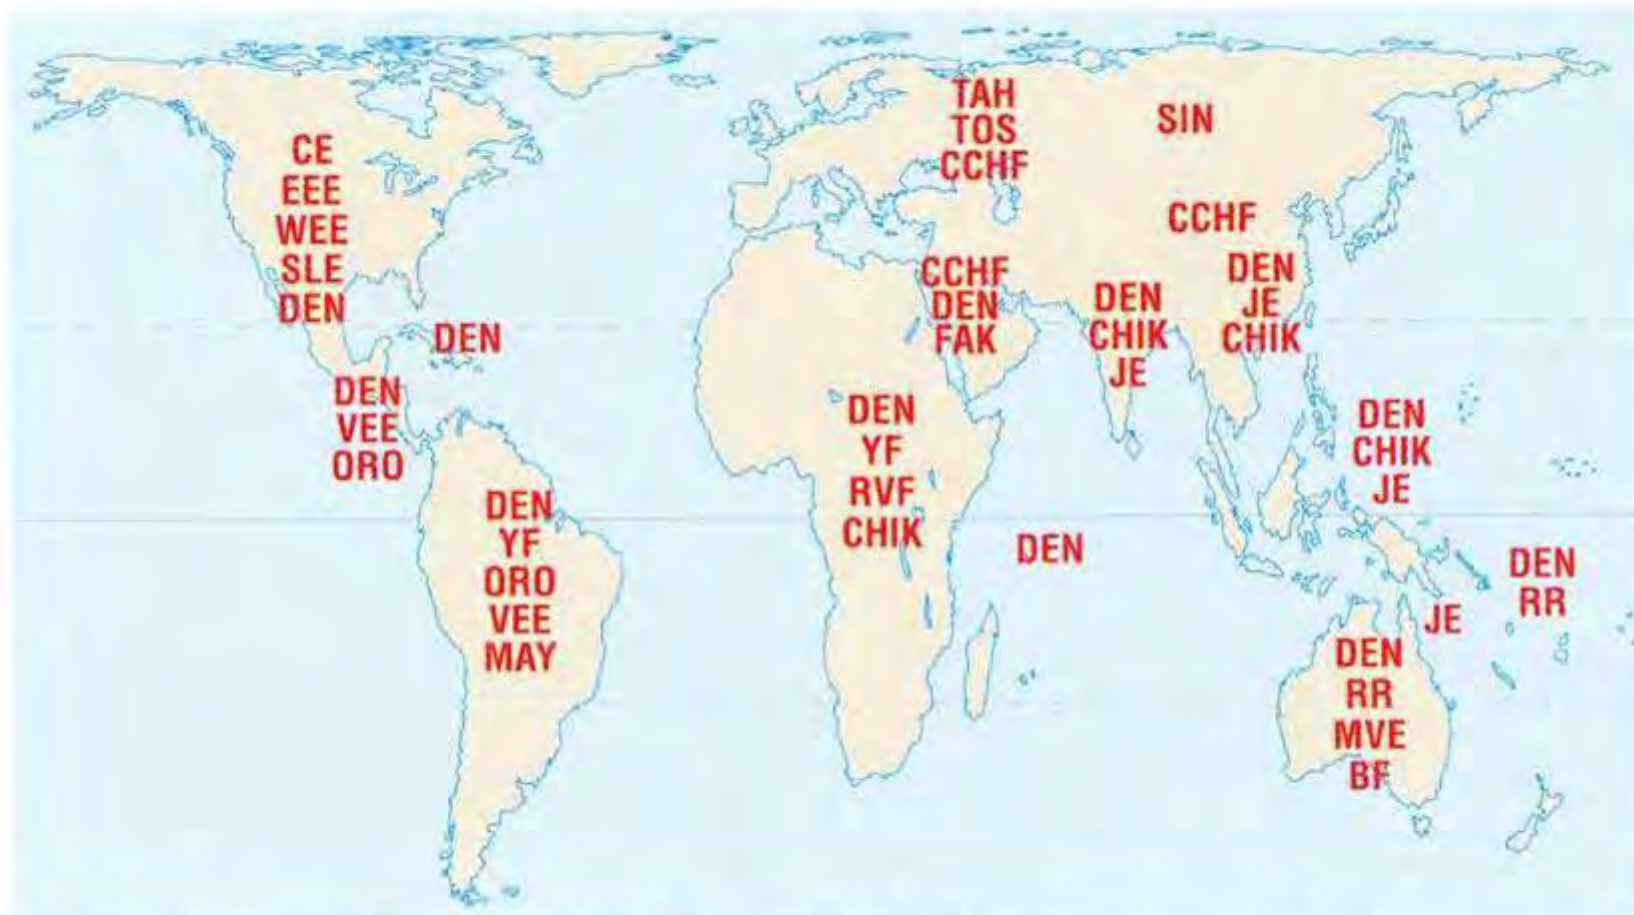 CE
EEE
WEE
SLE
DEN
DEN
DEN
VEE
ORO
DEN
YF
ORO
VEE
MAY
TAH
TOS
CCHF
SIN
CCHF
CCHF
DEN
FAK
DEN
CHIK
JE
DEN
JE
CHIK
DEN
YF
RVF
CHIK
DEN
DEN
CHIK
JE
DEN
RR
JE
DEN
RR
MVE
BF